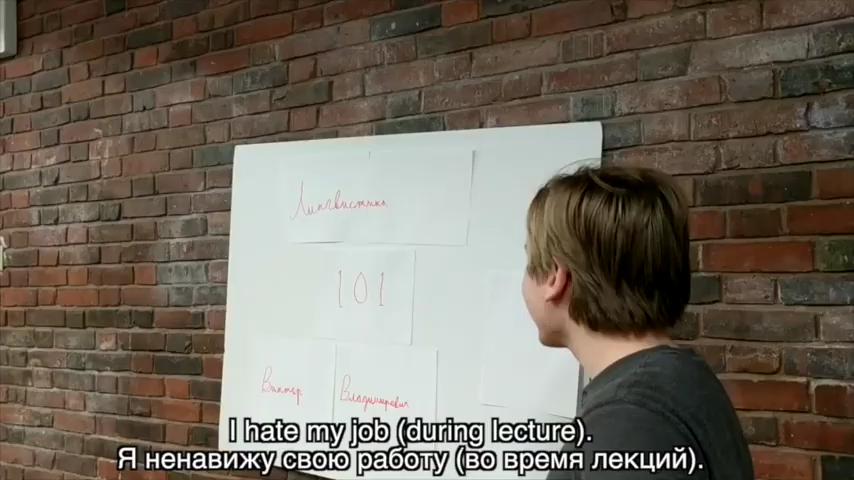 Лингвистика
101
Виктор Владимирович
I hate my job (during lecture).
Я ненавижу свою работу (во время лекций).